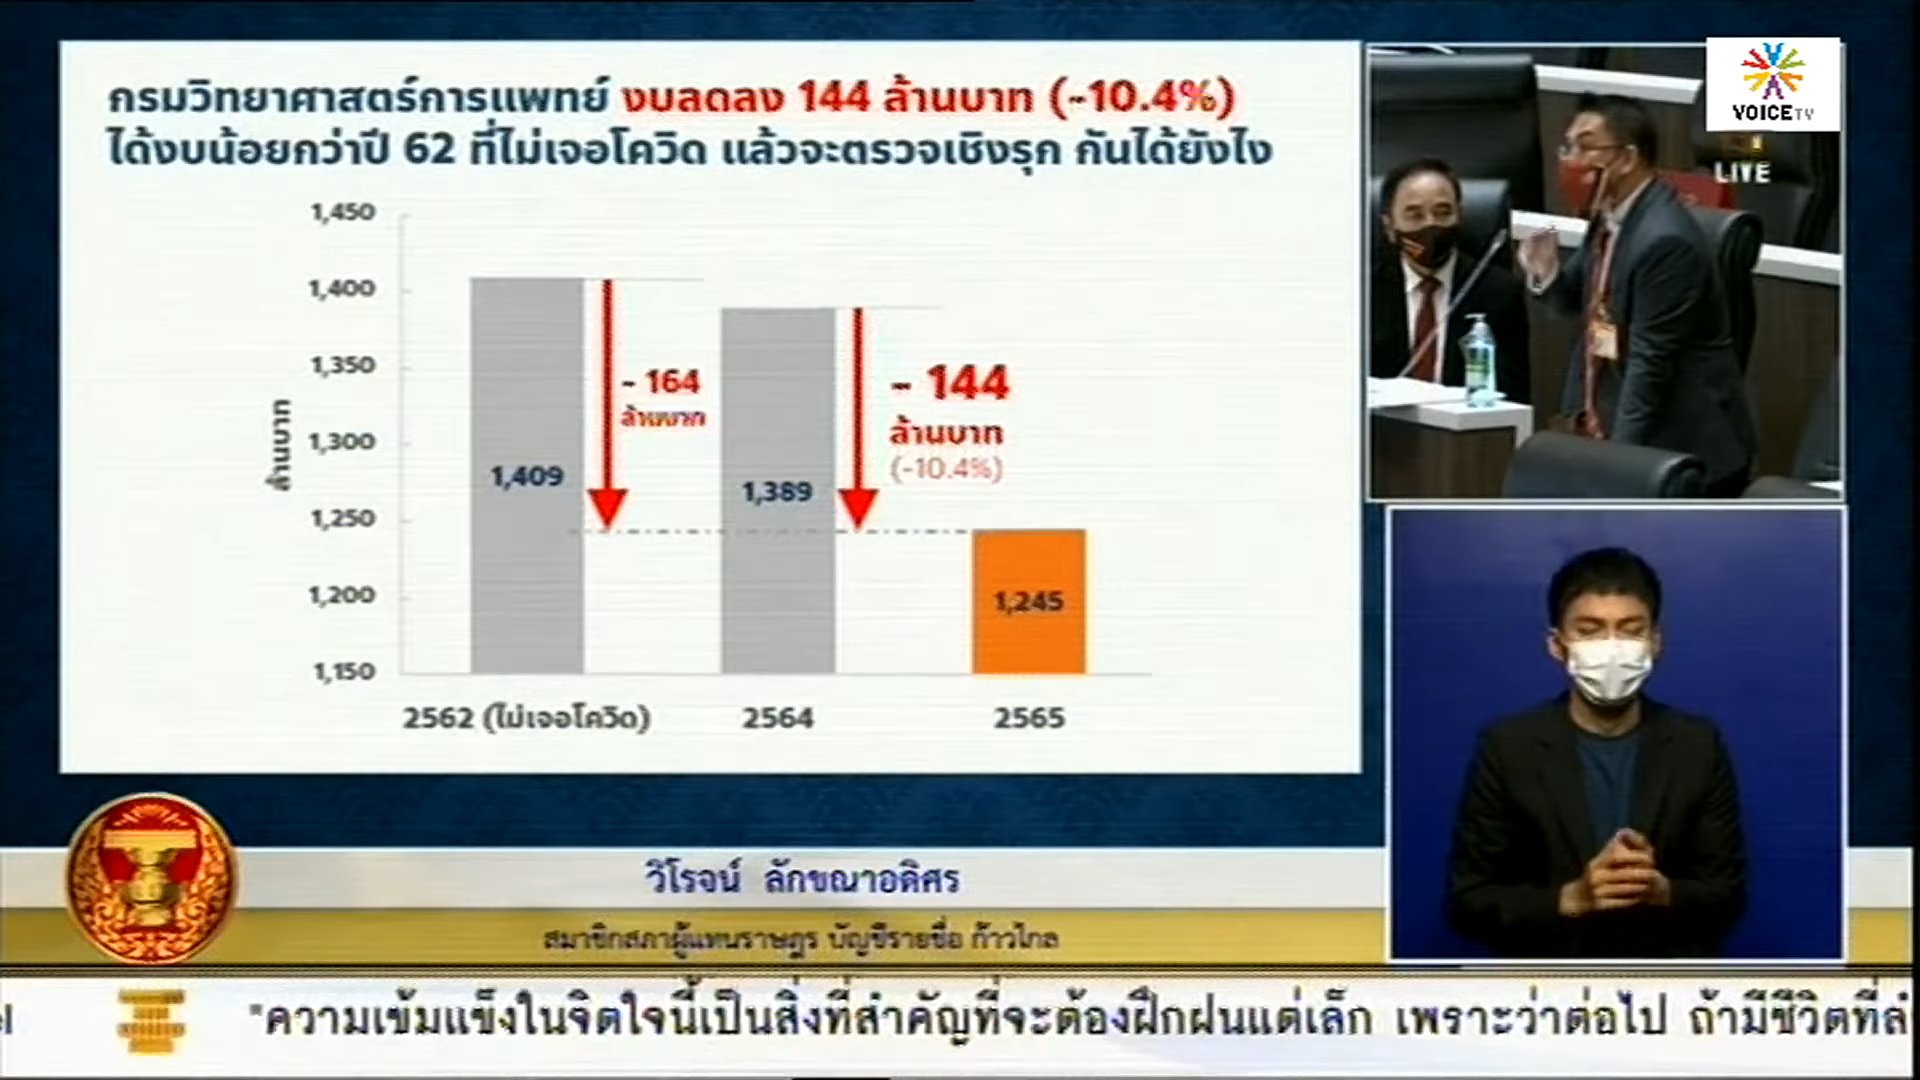 กรมวิทยาศาสตร์การแพทย์ งบลดลง 144 ล้านบาท (-10.4%)
ได้งบน้อยกว่าปี 62 ที่ไม่เจอโควิด แล้วจะตรวจเชิงรุก กันได้ยังไง
1,450
1,400
1,350
1,300
1,250
1,200
1,150
ล้านบาท
1,409
- 164
ล้านบาท
1,389
- 144
ล้านบาท
(-10.4%)
1,245
2562 (ไม่เจอโควิด)
2564
2565
VOICE TV
LIVE
วิโรจน์ ลักขณาอดิศร
สมาชิกสภาผู้แทนราษฎร บัญชีรายชื่อ ก้าวไกล
"ความเข้มแข็งในจิตใจนี้เป็นสิ่งที่สำคัญที่จะต้องฝึกฝนแต่เล็ก เพราะว่าต่อไป ถ้ามีชีวิตที่ลำ